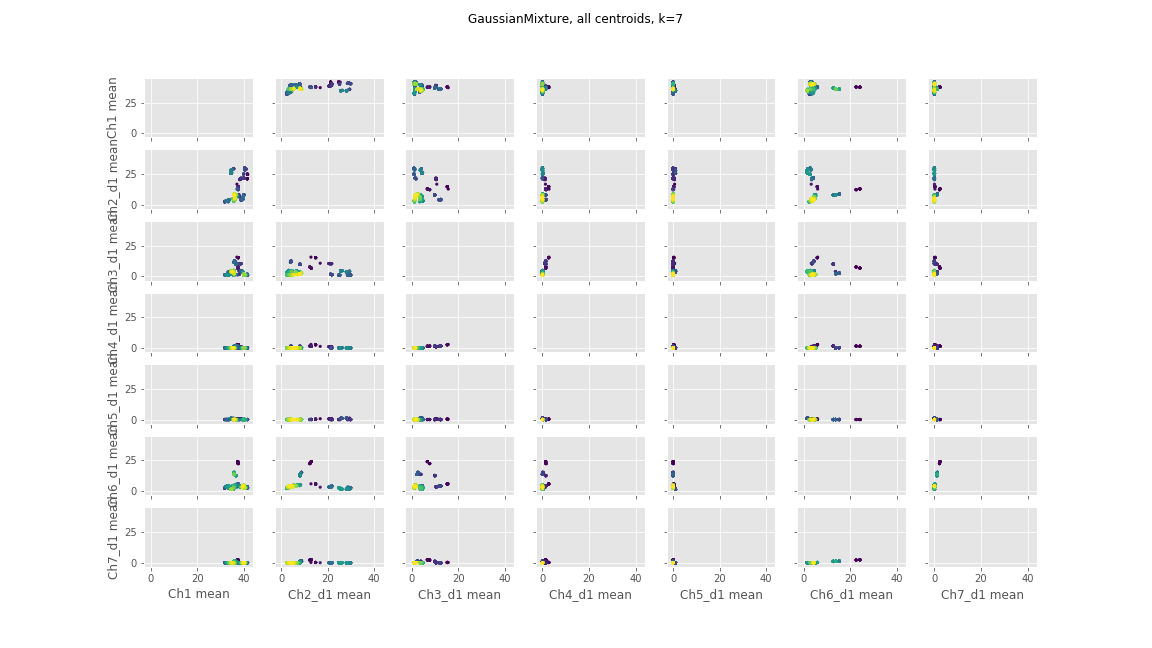 GaussianMixture, all centroids, k=7
Ch1 mean
25
0
Ch2_d1 mean
25
0
Ch3_d1 mean
25
0
Ch4_d1 mean
25
0
Ch5_d1 mean
25
0
Ch6_d1 mean
25
0
Ch7_d1 mean
25
0
0 20 40 0 20 40 0 20 40 0 20 40 0 20 40 0 20 40 0 20 40
Ch1 mean Ch2_d1 mean Ch3_d1 mean Ch4_d1 mean Ch5_d1 mean Ch6_d1 mean Ch7_d1 mean